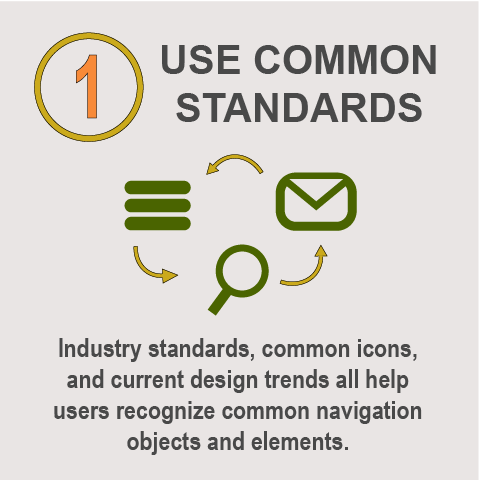 1
USE COMMON
STANDARDS
Industry standards, common icons,
and current design trends all help
users recognize common navigation
objects and elements.